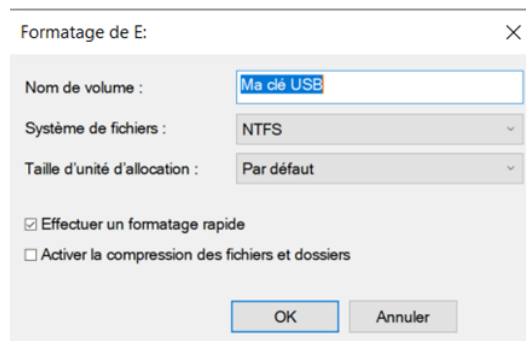 Formatage de E:
Nom de volume : Ma clé USB
Système de fichiers : NTFS
Taille d'unité d'allocation : Par défaut
Effectuer un formatage rapide
Activer la compression des fichiers et dossiers
OK Annuler